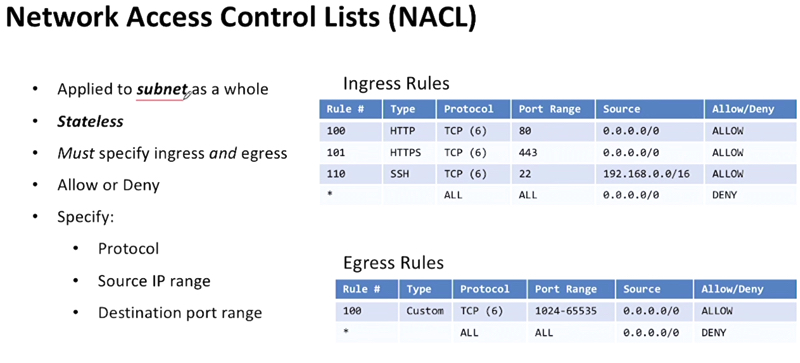 Network Access Control Lists (NACL)
• Applied to subnet as a whole
• Stateless
• Must specify ingress and egress
• Allow or Deny
• Specify:
• Protocol
• Source IP range
• Destination port range
Ingress Rules
Rule # Type Protocol Port Range Source Allow/Deny
100 HTTP TCP (6) 80 0.0.0.0/0 ALLOW
101 HTTPS TCP (6) 443 0.0.0.0/0 ALLOW
110 SSH TCP (6) 22 192.168.0.0/16 ALLOW
* ALL ALL 0.0.0.0/0 DENY
Egress Rules
Rule # Type Protocol Port Range Source Allow/Deny
100 Custom TCP (6) 1024-65535 0.0.0.0/0 ALLOW
* ALL ALL 0.0.0.0/0 DENY